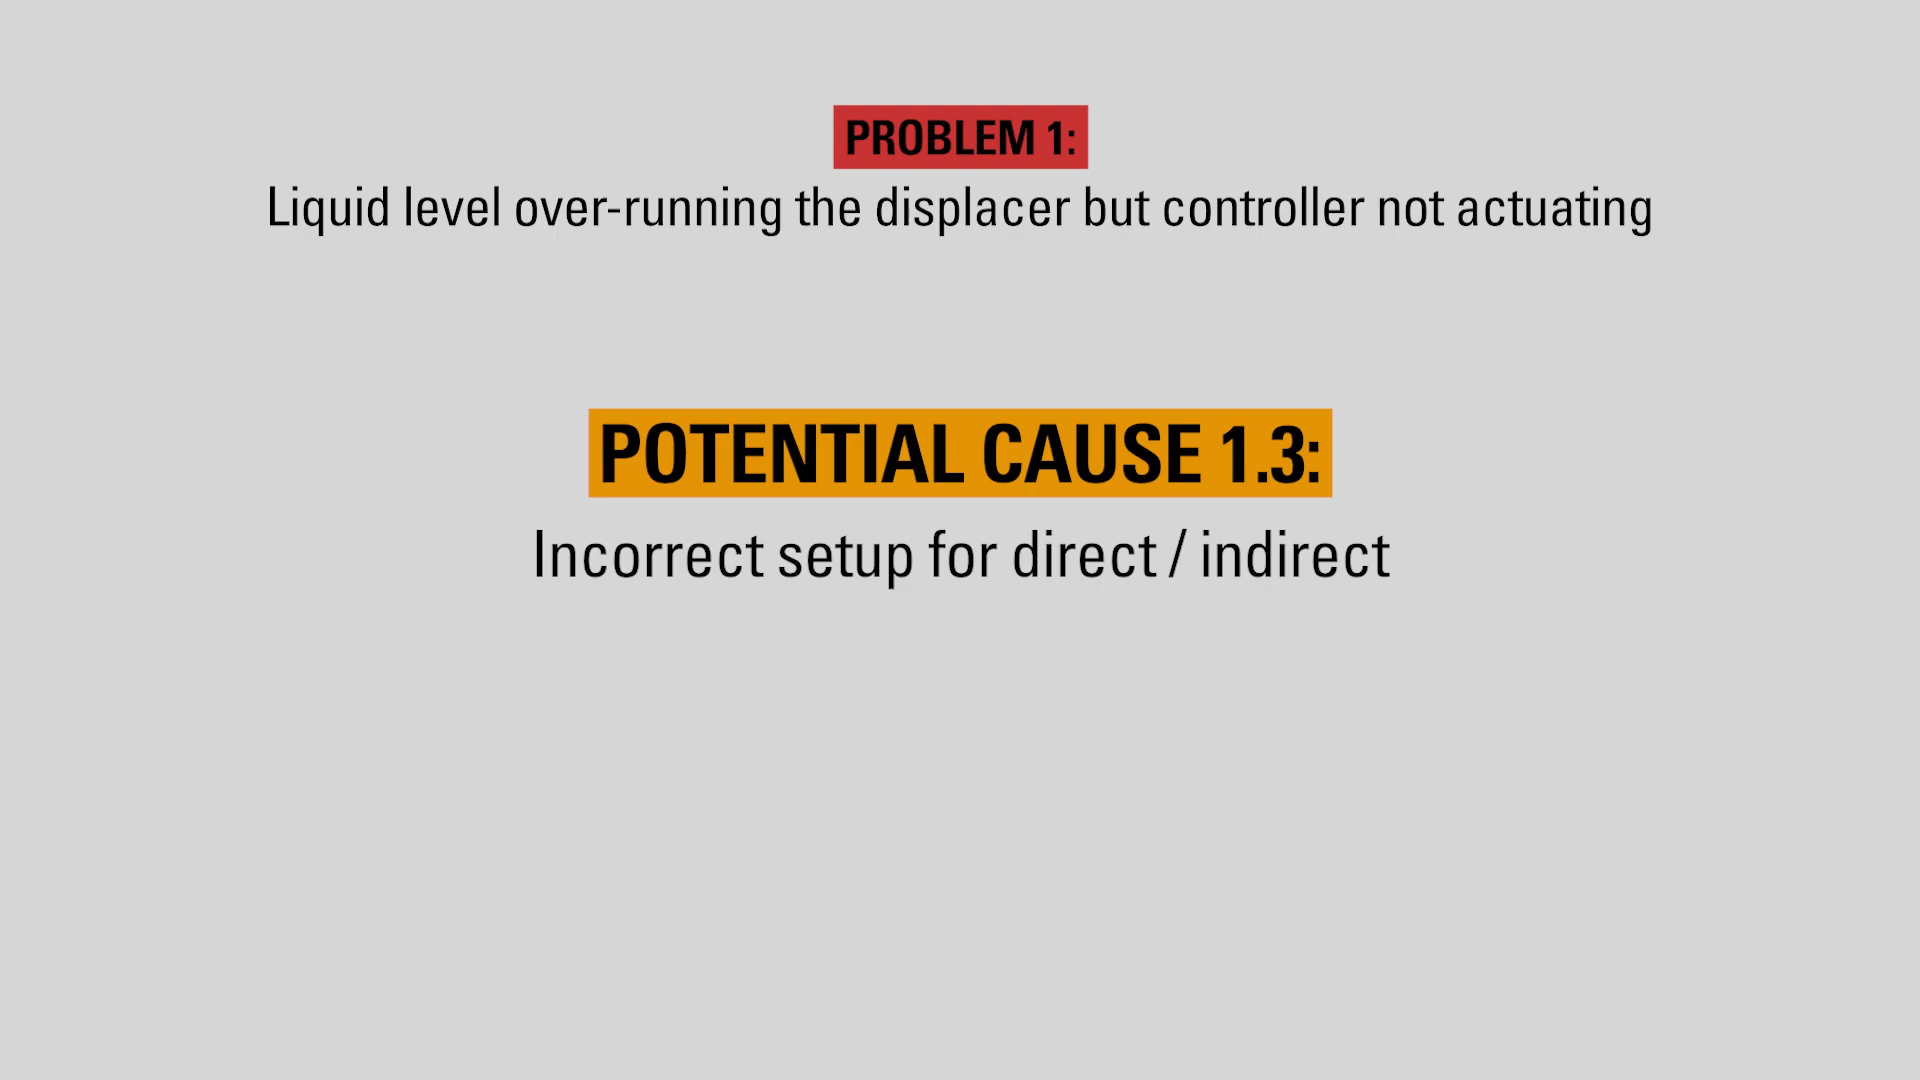 PROBLEM 1:
Liquid level over-running the displacer but controller not actuating
POTENTIAL CAUSE 1.3:
Incorrect setup for direct / indirect